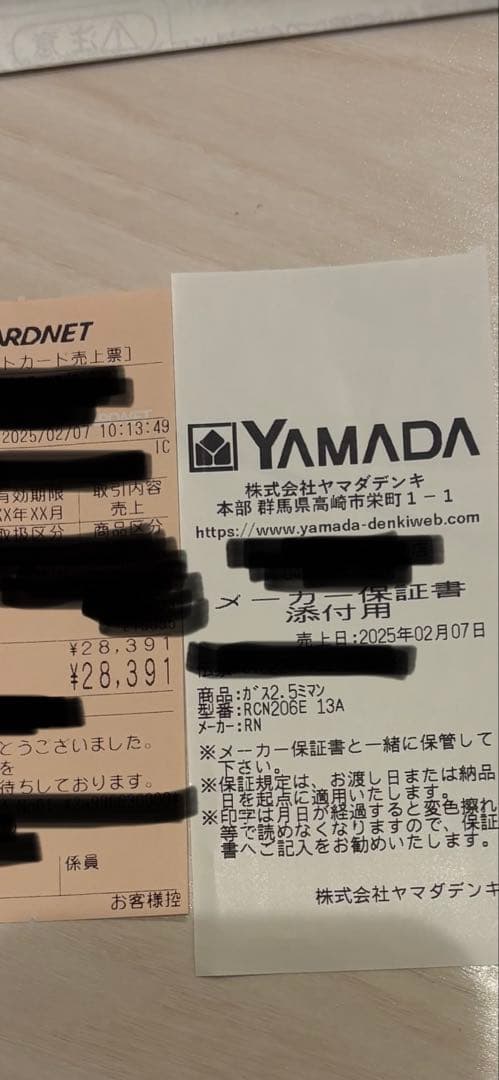 注意
ARDNET
トカード売上票]
2025/02/07 10:13:49
IC
有効期限 取引内容
XX年XX月 売上
取扱区分 商品区分
¥28,391
¥28,391
とうございました。
を
待ちしております。
係員
お客様控
YAMADA
株式会社ヤマダデンキ
本部 群馬県高崎市栄町1-1
https://www.yamada-denkiweb.com
メーカー保証書
添付用
売上日:2025年02月07日
商品:ｶﾞｽ2.5ﾐﾏﾝ
型番:RCN206E 13A
ﾒｰｶｰ:RN
※メーカー保証書と一緒に保管して
下さい。
※保証規定は、お渡し日または納品
日を起点に適用いたします。
※印字は月日が経過すると変色擦れ
等で読めなくなりますので、保証
書へご記入をお勧めいたします。
株式会社ヤマダデンキ